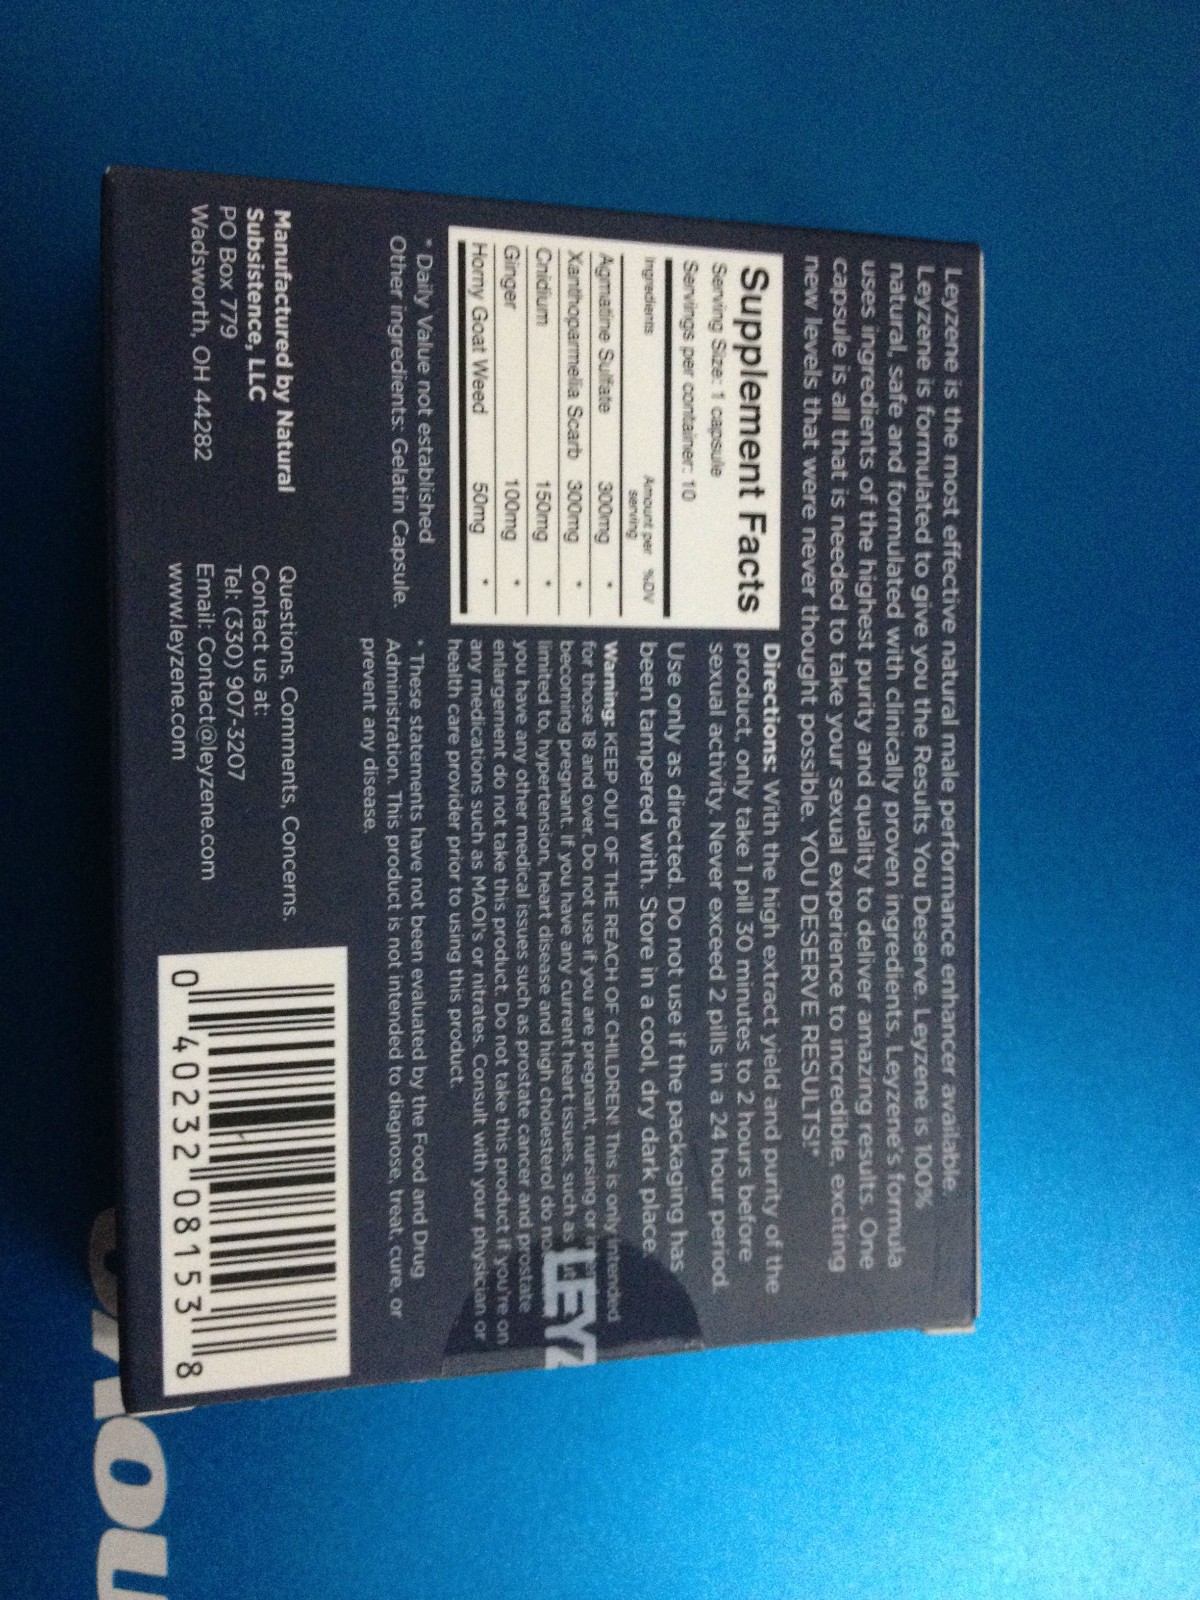 Leyzene is the most effective natural male performance enhancer available.
Leyzene is formulated to give you the Results You Deserve. Leyzene is 100%
natural, safe and formulated with clinically proven ingredients. Leyzene's formula
uses ingredients of the highest purity and quality to deliver amazing results. One
capsule is all that is needed to take your sexual experience to incredible, exciting
new levels that were never thought possible. YOU DESERVE RESULTS!*
Supplement Facts
Serving Size: 1 capsule
Servings per container: 10
Ingredients Amount per serving %DV
Agmatine Sulfate 300mg *
Xanthoparmelia Scarb 300mg *
Cnidium 150mg *
Ginger 100mg *
Horny Goat Weed 50mg *
* Daily Value not established
Other ingredients: Gelatin Capsule.
Directions: With the high extract yield and purity of the
product, only take 1 pill 30 minutes to 2 hours before
sexual activity. Never exceed 2 pills in a 24 hour period.
Use only as directed. Do not use if the packaging has
been tampered with. Store in a cool, dry dark place.
Warning: KEEP OUT OF THE REACH OF CHILDREN! This is only intended
for those 18 and over. Do not use if you are pregnant, nursing or
becoming pregnant. If you have any current heart issues, such as
limited to, hypertension, heart disease and high cholesterol do not
you have any other medical issues such as prostate cancer and prostate
enlargement do not take this product. Do not take this product if you're on
any medications such as MAOI's or nitrates. Consult with your physician or
health care provider prior to using this product.
* These statements have not been evaluated by the Food and Drug
Administration. This product is not intended to diagnose, treat, cure, or
prevent any disease.
LEYZ
Manufactured by Natural
Subsistence, LLC
PO Box 779
Wadsworth, OH 44282
Questions, Comments, Concerns.
Contact us at:
Tel: (330) 907-3207
Email: Contact@leyzene.com
www.leyzene.com
0 40232 08153 8